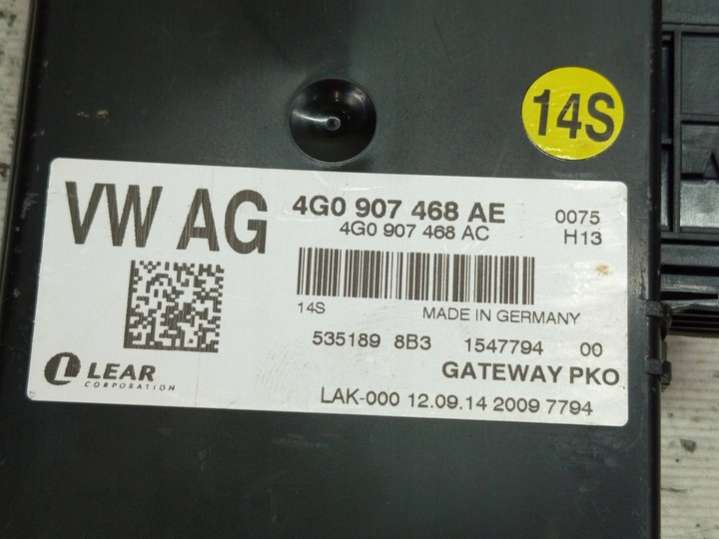 14S
VW AG
4G0 907 468 AE 0075
4G0 907 468 AC H13
14S MADE IN GERMANY
535189 8B3 1547794 00
LEAR
CORPORATION
GATEWAY PKO
LAK-000 12.09.14 2009 7794